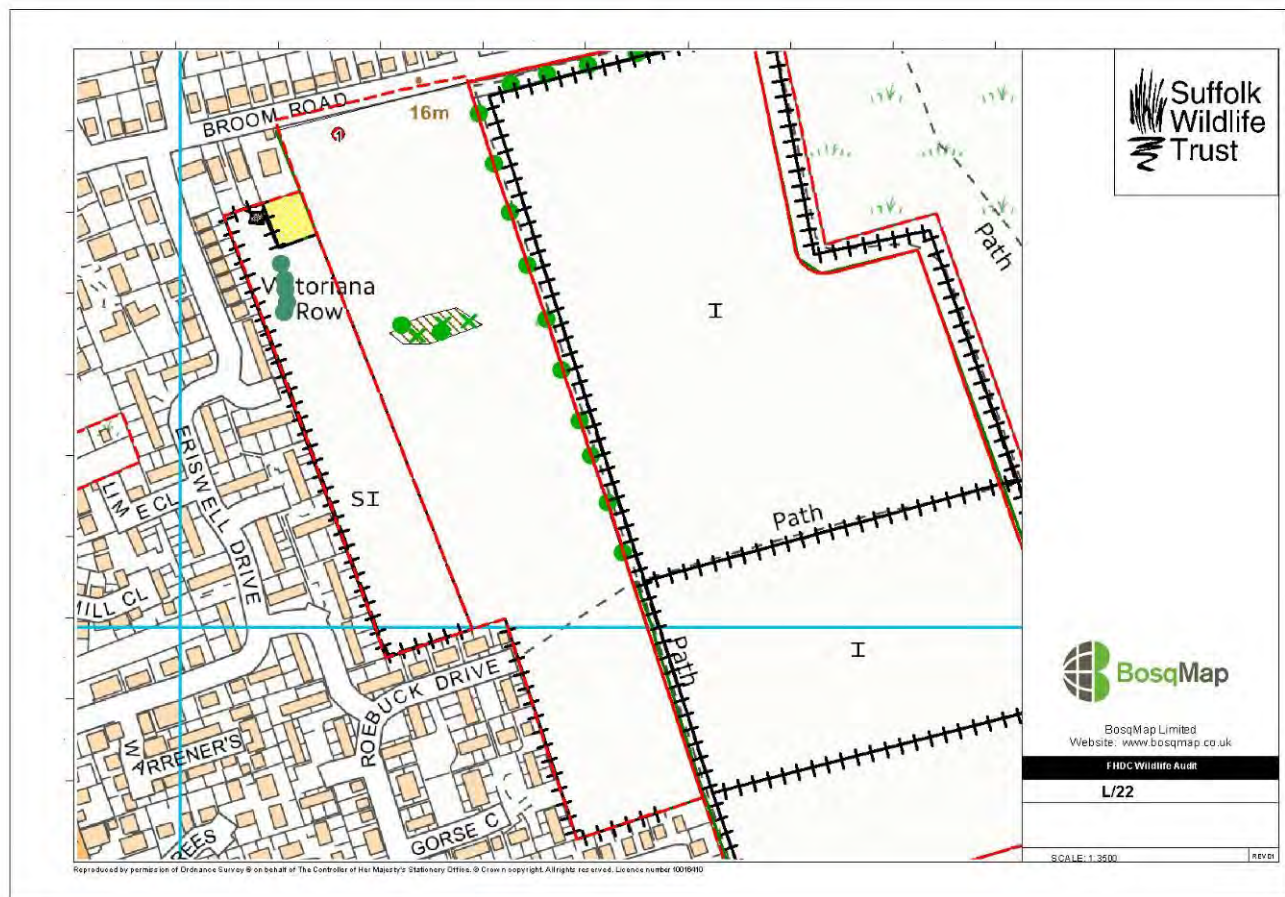 BROOM ROAD
16m
1
Path
Victoriana
Row
I
Path
SI
LIME CL
ERISWELL DRIVE
MILL CL
Path
I
ROEBUCK DRIVE
WARRENER'S
GORSE C
REES
Suffolk
Wildlife
Trust
BosqMap
BosqMap Limited
Website: www.bosqmap.co.uk
FHDC Wildlife Audit
L/22
SCALE: 1:3500
REV 01
Reproduced by permission of Ordnance Survey ® on behalf of The Controller of Her Majesty's Stationery Office. © Crown copyright. All rights reserved. Licence number 10018410